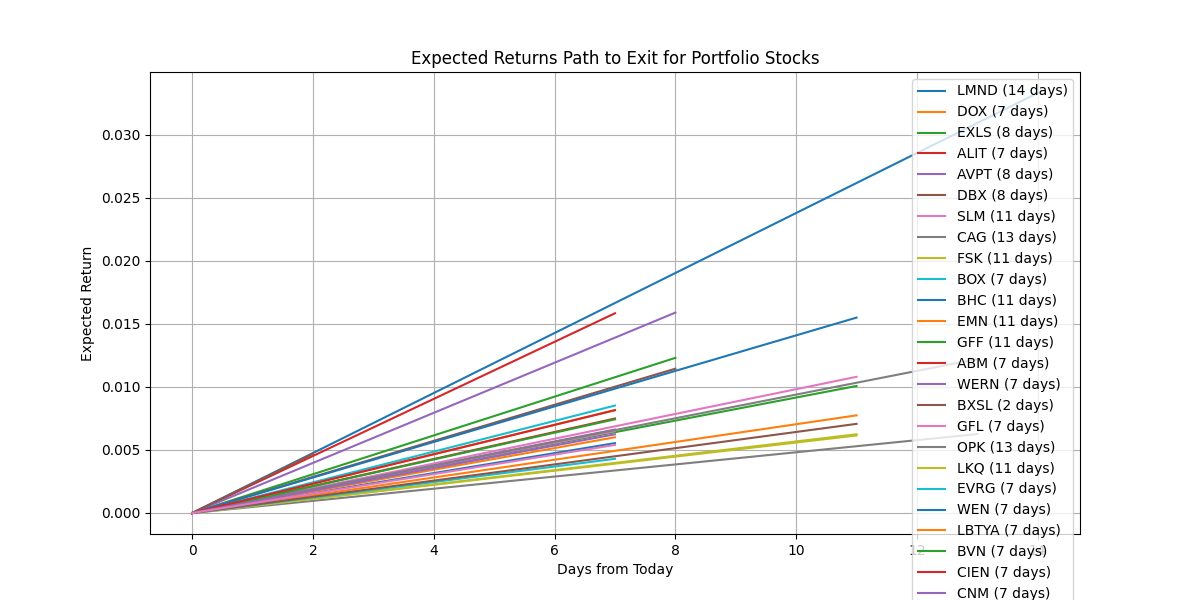 Expected Returns Path to Exit for Portfolio Stocks
Expected Return
0.030
0.025
0.020
0.015
0.010
0.005
0.000
0 2 4 6 8 10 12
Days from Today
LMND (14 days)
DOX (7 days)
EXLS (8 days)
ALIT (7 days)
AVPT (8 days)
DBX (8 days)
SLM (11 days)
CAG (13 days)
FSK (11 days)
BOX (7 days)
BHC (11 days)
EMN (11 days)
GFF (11 days)
ABM (7 days)
WERN (7 days)
BXSL (2 days)
GFL (7 days)
OPK (13 days)
LKQ (11 days)
EVRG (7 days)
WEN (7 days)
LBTYA (7 days)
BVN (7 days)
CIEN (7 days)
CNM (7 days)